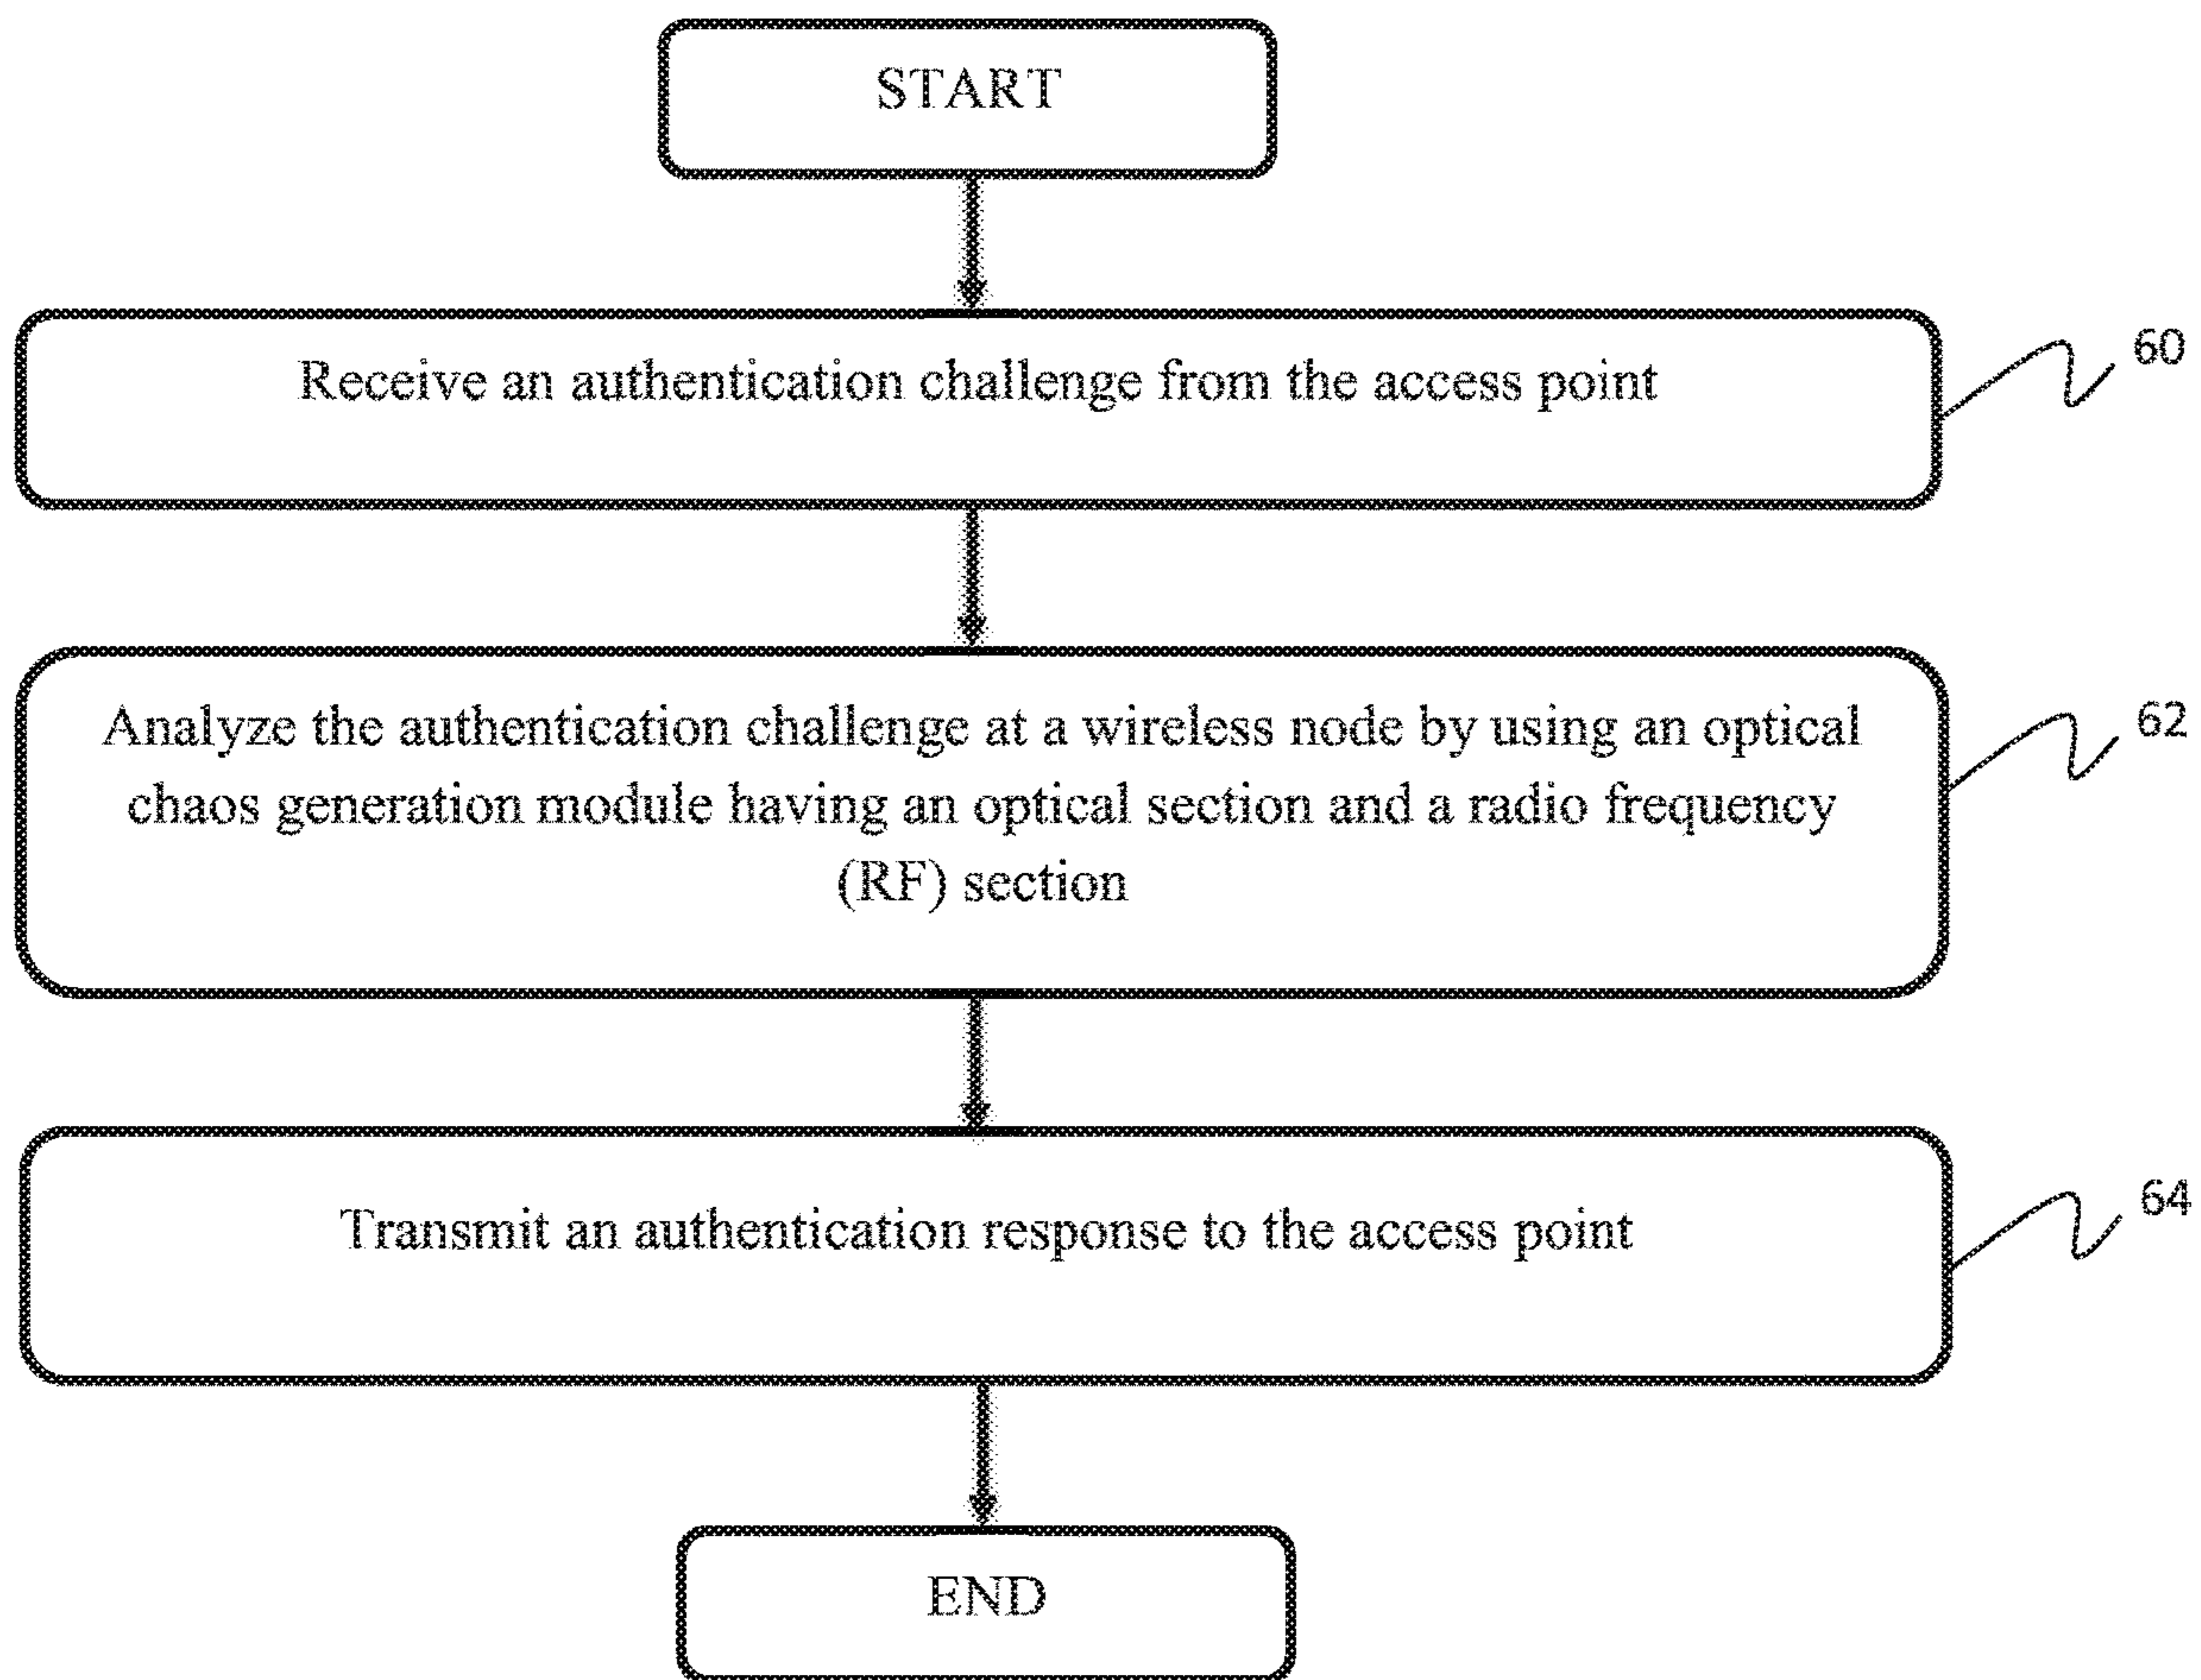 START
Receive an authentication challenge from the access point
60
Analyze the authentication challenge at a wireless node by using an optical
chaos generation module having an optical section and a radio frequency
(RF) section
62
Transmit an authentication response to the access point
64
END